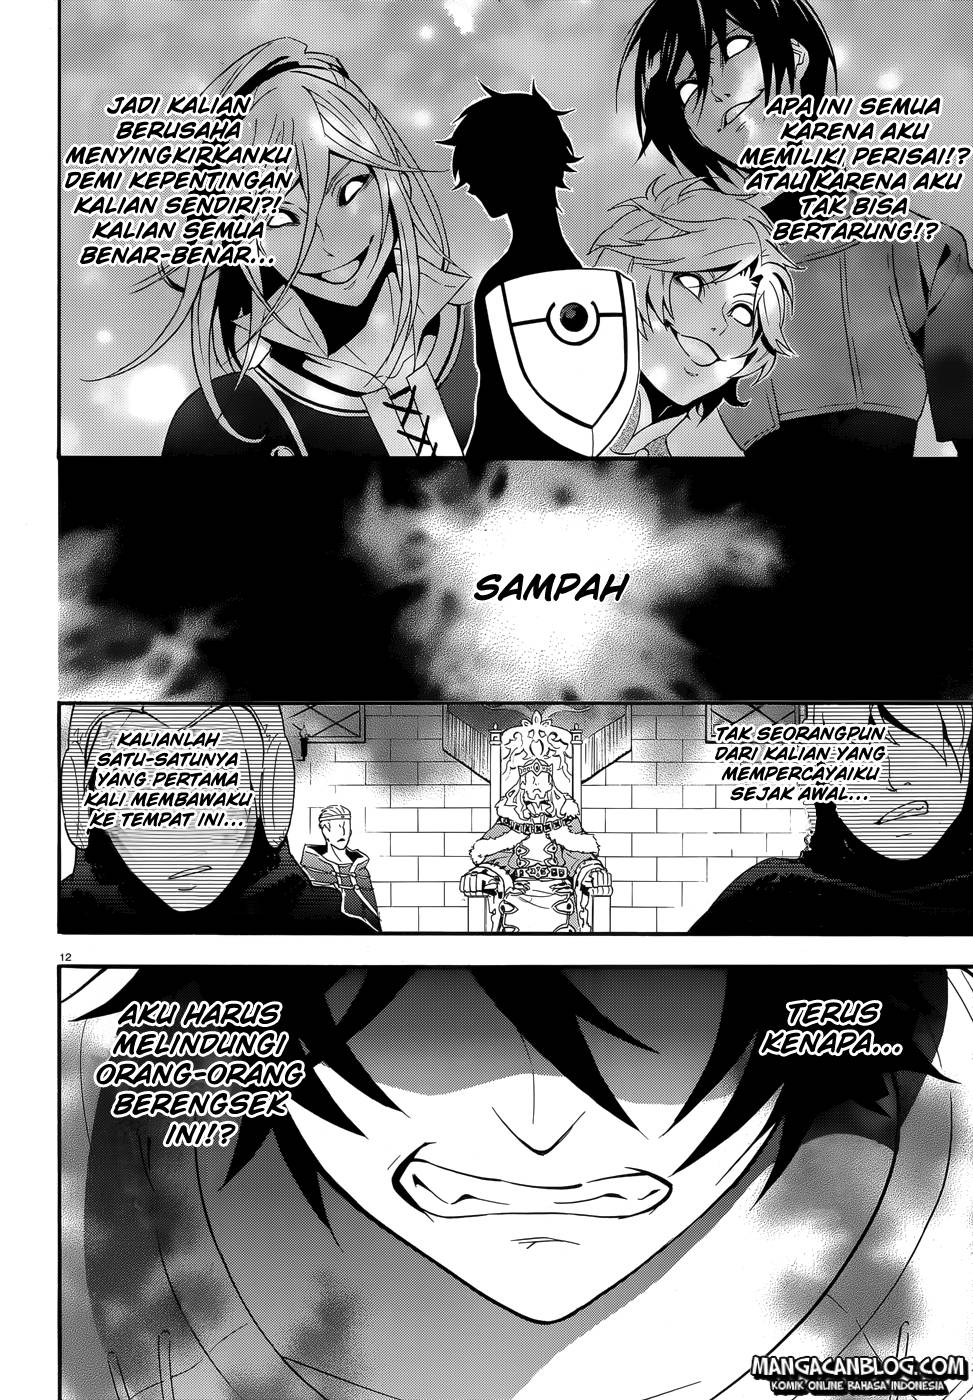 APA INI SEMUA
KARENA AKU
MEMILIKI PERISAI!?
ATAU KARENA AKU
TAK BISA
BERTARUNG!?
JADI KALIAN
BERUSAHA
MENYINGKIRKANKU
DEMI KEPENTINGAN
KALIAN SENDIRI?!
KALIAN SEMUA
BENAR-BENAR...
SAMPAH
TAK SEORANGPUN
DARI KALIAN YANG
MEMPERCAYAIKU
SEJAK AWAL...
KALIANLAH
SATU-SATUNYA
YANG PERTAMA
KALI MEMBAWAKU
KE TEMPAT INI...
12
TERUS
KENAPA...
AKU HARUS
MELINDUNGI
ORANG-ORANG
BERENGSEK
INI!?
MANGACANBLOG.COM
KOMIK ONLINE BAHASA INDONESIA